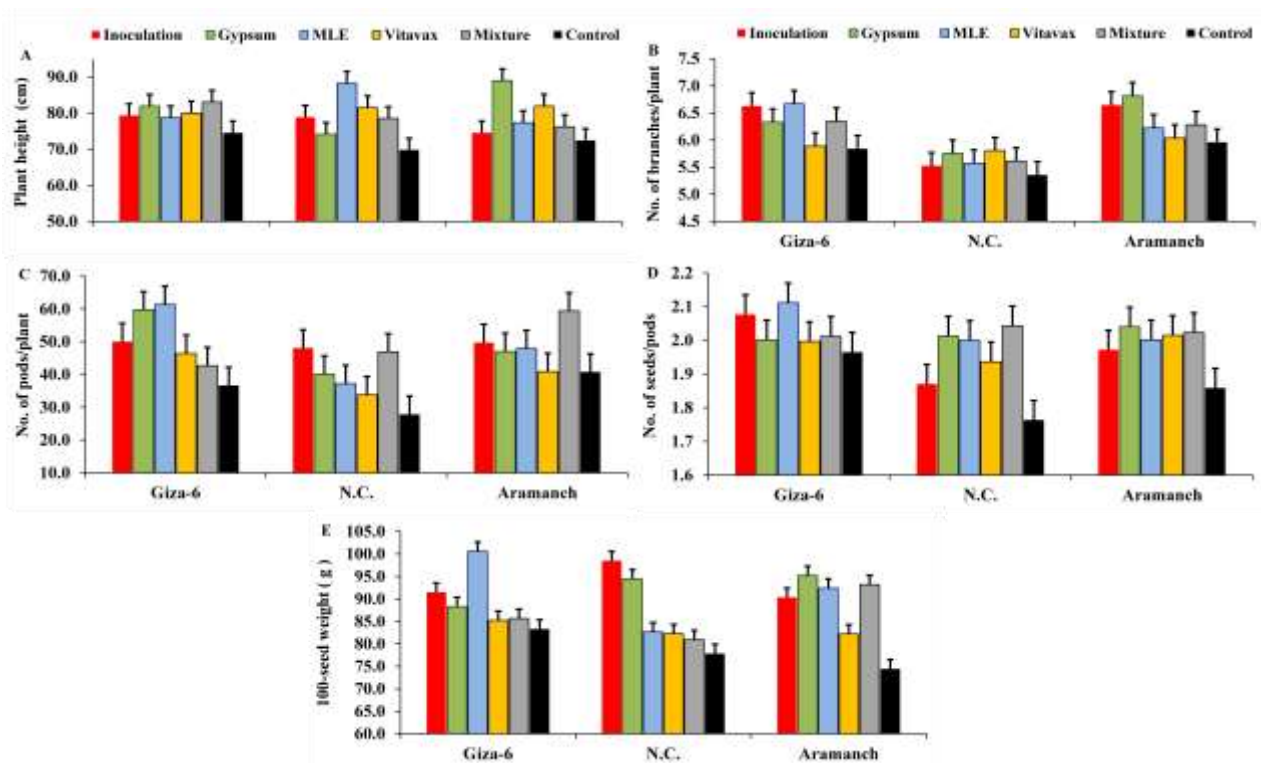 Inoculation Gypsum MLE Vitavax Mixture Control
A
Plant height (cm)
90.0
80.0
70.0
60.0
50.0
Inoculation Gypsum MLE Vitavax Mixture Control
B
No. of branches/plant
7.5
7.0
6.5
6.0
5.5
5.0
4.5
Giza-6 N.C. Aramanch
C
No. of pods/plant
70.0
60.0
50.0
40.0
30.0
20.0
10.0
Giza-6 N.C. Aramanch
D
No. of seeds/pods
2.2
2.1
2.0
1.9
1.8
1.7
1.6
Giza-6 N.C. Aramanch
E
100-seed weight ( g )
105.0
100.0
95.0
90.0
85.0
80.0
75.0
70.0
65.0
60.0
Giza-6 N.C. Aramanch